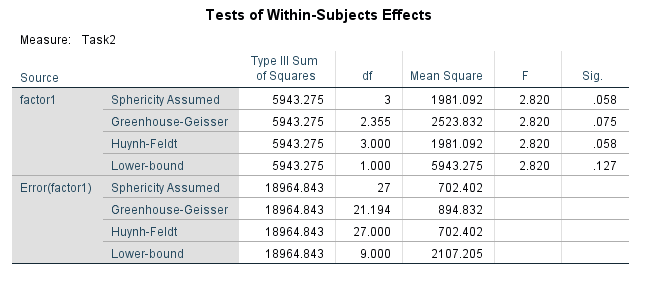 Tests of Within-Subjects Effects
Measure: Task2
Source Type III Sum of Squares df Mean Square F Sig.
factor1 Sphericity Assumed 5943.275 3 1981.092 2.820 .058
Greenhouse-Geisser 5943.275 2.355 2523.832 2.820 .075
Huynh-Feldt 5943.275 3.000 1981.092 2.820 .058
Lower-bound 5943.275 1.000 5943.275 2.820 .127
Error(factor1) Sphericity Assumed 18964.843 27 702.402
Greenhouse-Geisser 18964.843 21.194 894.832
Huynh-Feldt 18964.843 27.000 702.402
Lower-bound 18964.843 9.000 2107.205